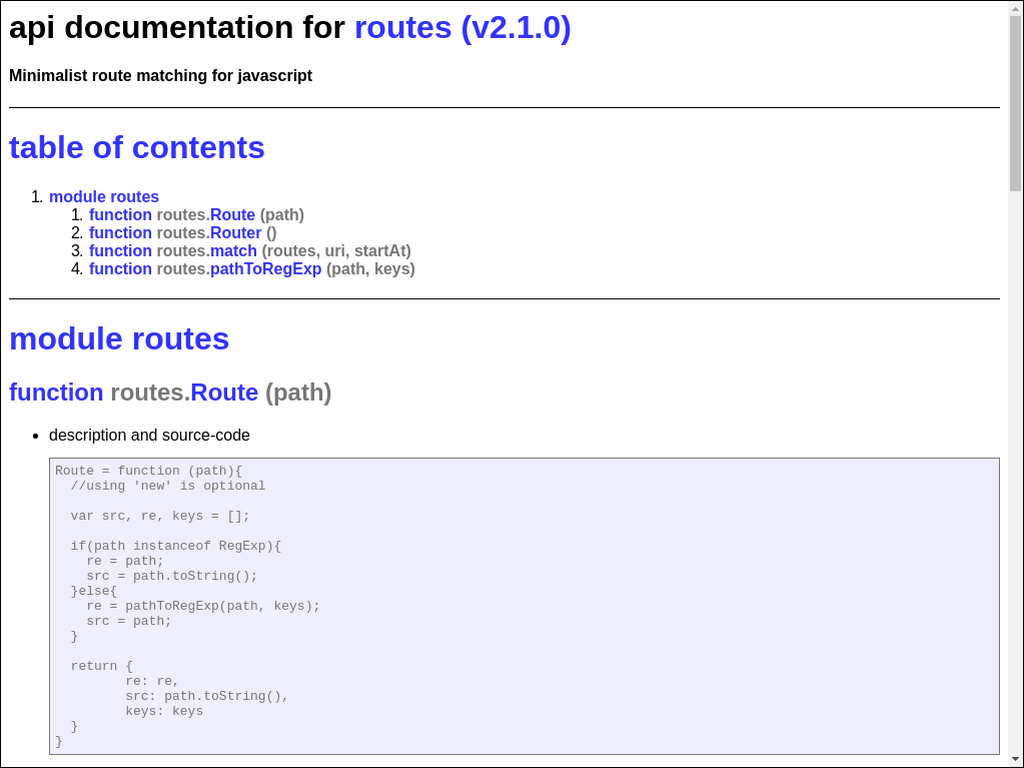 api documentation for routes (v2.1.0)
Minimalist route matching for javascript
table of contents
1. module routes
1. function routes.Route (path)
2. function routes.Router ()
3. function routes.match (routes, uri, startAt)
4. function routes.pathToRegExp (path, keys)
module routes
function routes.Route (path)
• description and source-code
Route = function (path){
  //using 'new' is optional
  var src, re, keys = [];
  if(path instanceof RegExp){
    re = path;
    src = path.toString();
  }else{
    re = pathToRegExp(path, keys);
    src = path;
  }
  return {
         re: re,
         src: path.toString(),
         keys: keys
  }
}